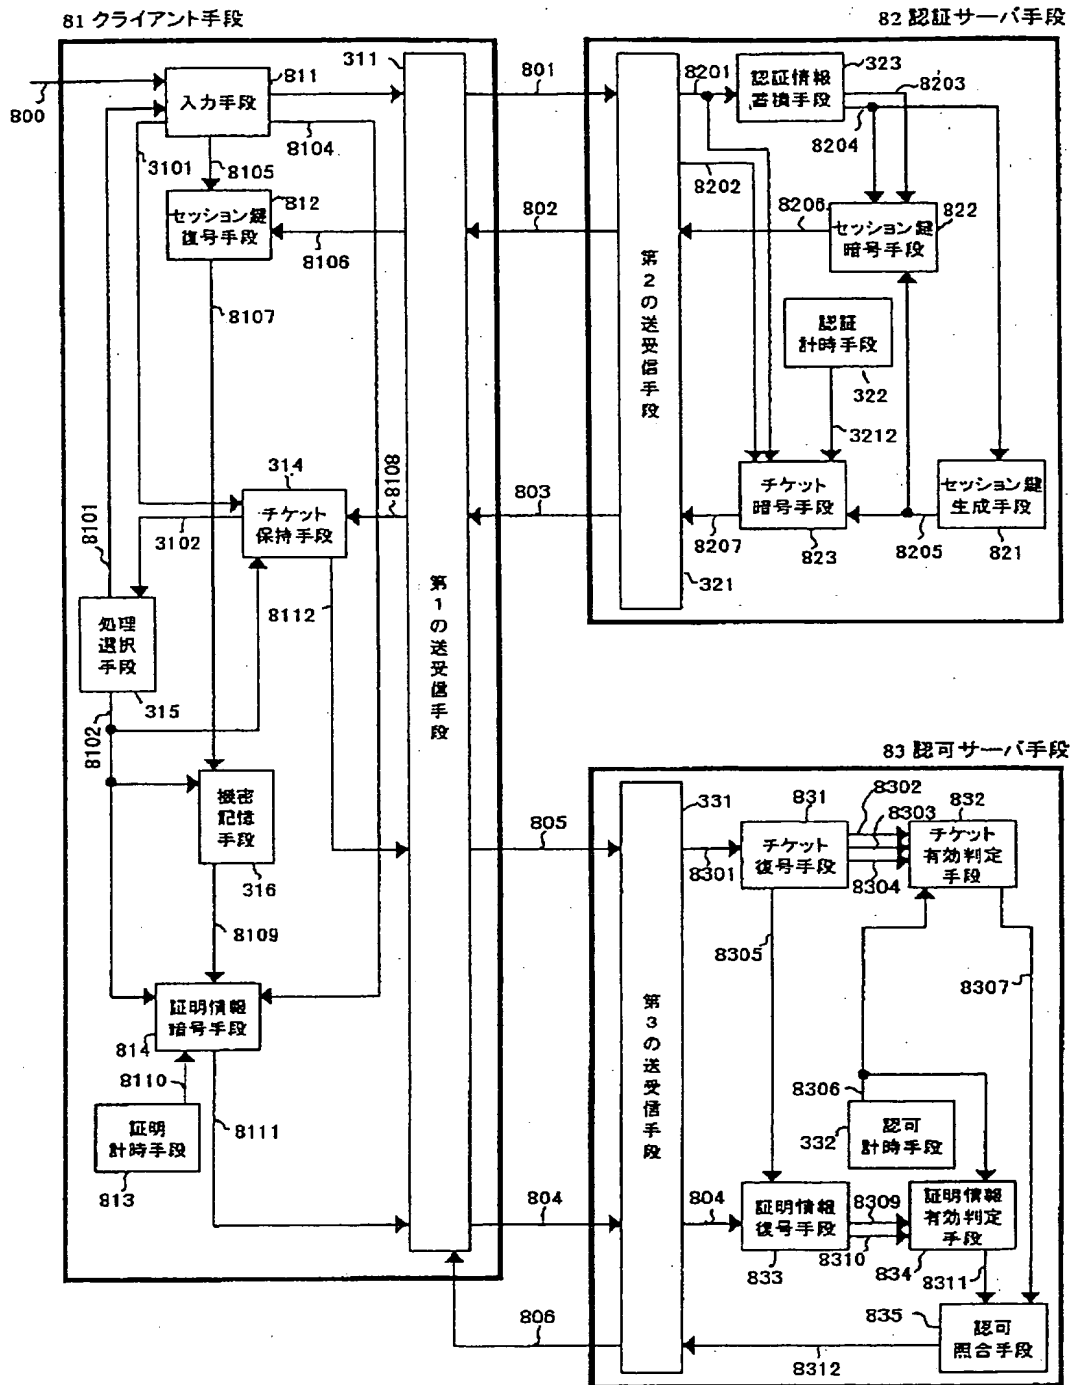 81 クライアント手段
82 認証サーバ手段
800
入力手段
811
311
801
8201
認証情報
蓄積手段
323
8203
8204
3101
8105
8104
8202
812
セッション鍵
復号手段
8106
802
8206
セッション鍵
暗号手段
822
8107
認証
計時手段
322
3212
第2の送受信手段
314
チケット
保持手段
8108
803
チケット
暗号手段
823
8207
8205
セッション鍵
生成手段
821
321
8101
3102
8112
処理
選択
手段
315
8102
第1の送受信手段
83 認可サーバ手段
機密
記憶
手段
316
8109
805
331
8301
831
チケット
復号手段
8302
8303
8304
832
チケット
有効判定
手段
8305
8307
証明情報
暗号手段
814
8110
証明
計時手段
813
8111
第3の送受信手段
8306
332
認可
計時手段
804
804
証明情報
復号手段
833
8309
8310
証明情報
有効判定
手段
834
8311
806
835
認可
照合手段
8312